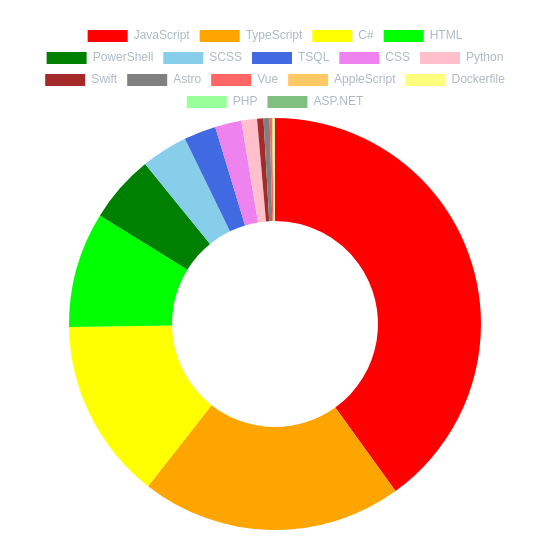 JavaScript TypeScript C# HTML
PowerShell SCSS TSQL CSS Python
Swift Astro Vue AppleScript Dockerfile
PHP ASP.NET